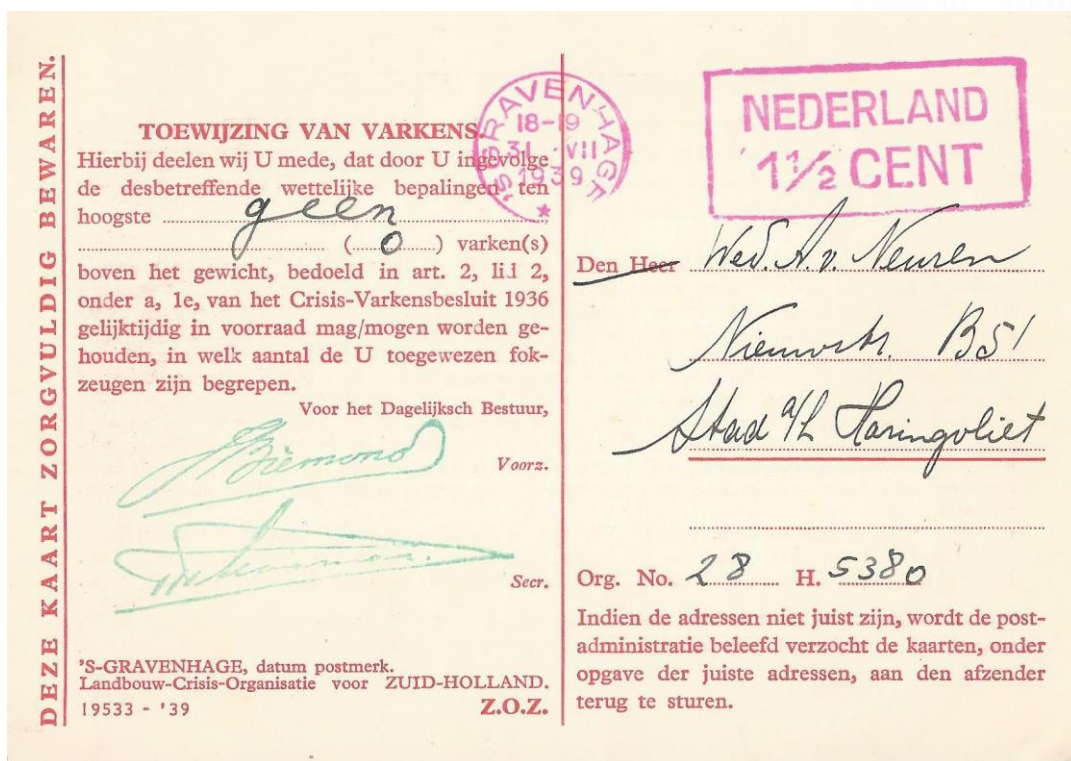 DEZE KAART ZORGVULDIG BEWAREN.
TOEWIJZING VAN VARKENS.
Hierbij deelen wij U mede, dat door U ingevolge
de desbetreffende wettelijke bepalingen ten
hoogste geen
(0) varken(s)
boven het gewicht, bedoeld in art. 2, lid 2,
onder a, 1e, van het Crisis-Varkensbesluit 1936
gelijktijdig in voorraad mag/mogen worden ge-
houden, in welk aantal de U toegewezen fok-
zeugen zijn begrepen.
Voor het Dagelijksch Bestuur,
Biemond
Voorz.
Secr.
'S-GRAVENHAGE, datum postmerk.
Landbouw-Crisis-Organisatie voor ZUID-HOLLAND.
19533 - '39 Z.O.Z.
'S GRAVENHAGE
18-19
31 VII
1939
NEDERLAND
1 1/2 CENT
Den Heer Wed. A. v. Neuren
Nieuwstr. B51
Stad a/h Haringvliet
Org. No. 28 H. 5380
Indien de adressen niet juist zijn, wordt de post-
administratie beleefd verzocht de kaarten, onder
opgave der juiste adressen, aan den afzender
terug te sturen.